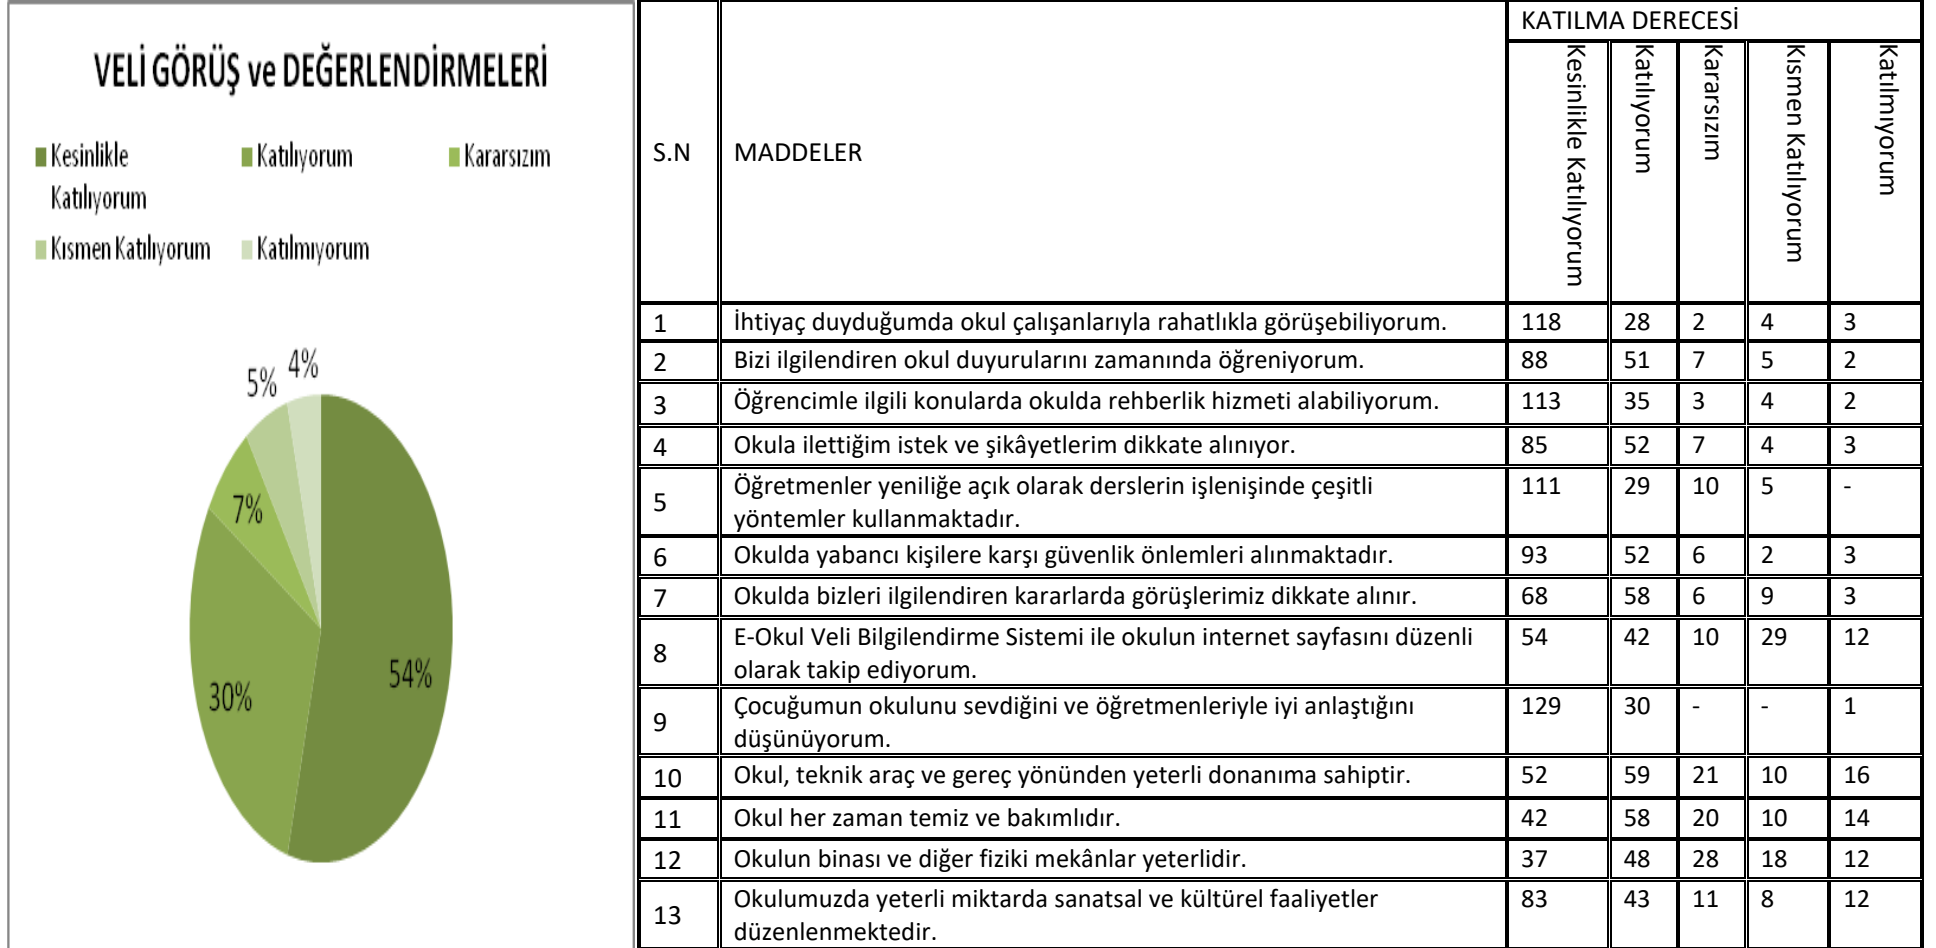 VELİ GÖRÜŞ ve DEĞERLENDİRMELERİ
Kesinlikle
Katılıyorum
Katılıyorum
Kararsızım
Kısmen Katılıyorum
Katılmıyorum
5%
4%
7%
54%
30%
S.N
MADDELER
KATILMA DERECESİ
Kesinlikle Katılıyorum
Katılıyorum
Kararsızım
Kısmen Katılıyorum
Katılmıyorum
1 İhtiyaç duyduğumda okul çalışanlarıyla rahatlıkla görüşebiliyorum. 118 28 2 4 3
2 Bizi ilgilendiren okul duyurularını zamanında öğreniyorum. 88 51 7 5 2
3 Öğrencimle ilgili konularda okulda rehberlik hizmeti alabiliyorum. 113 35 3 4 2
4 Okula ilettiğim istek ve şikâyetlerim dikkate alınıyor. 85 52 7 4 3
5 Öğretmenler yeniliğe açık olarak derslerin işlenişinde çeşitli 111 29 10 5 -
yöntemler kullanmaktadır.
6 Okulda yabancı kişilere karşı güvenlik önlemleri alınmaktadır. 93 52 6 2 3
7 Okulda bizleri ilgilendiren kararlarda görüşlerimiz dikkate alınır. 68 58 6 9 3
8 E-Okul Veli Bilgilendirme Sistemi ile okulun internet sayfasını düzenli 54 42 10 29 12
olarak takip ediyorum.
9 Çocuğumun okulunu sevdiğini ve öğretmenleriyle iyi anlaştığını 129 30 - - 1
düşünüyorum.
10 Okul, teknik araç ve gereç yönünden yeterli donanıma sahiptir. 52 59 21 10 16
11 Okul her zaman temiz ve bakımlıdır. 42 58 20 10 14
12 Okulun binası ve diğer fiziki mekânlar yeterlidir. 37 48 28 18 12
13 Okulumuzda yeterli miktarda sanatsal ve kültürel faaliyetler 83 43 11 8 12
düzenlenmektedir.